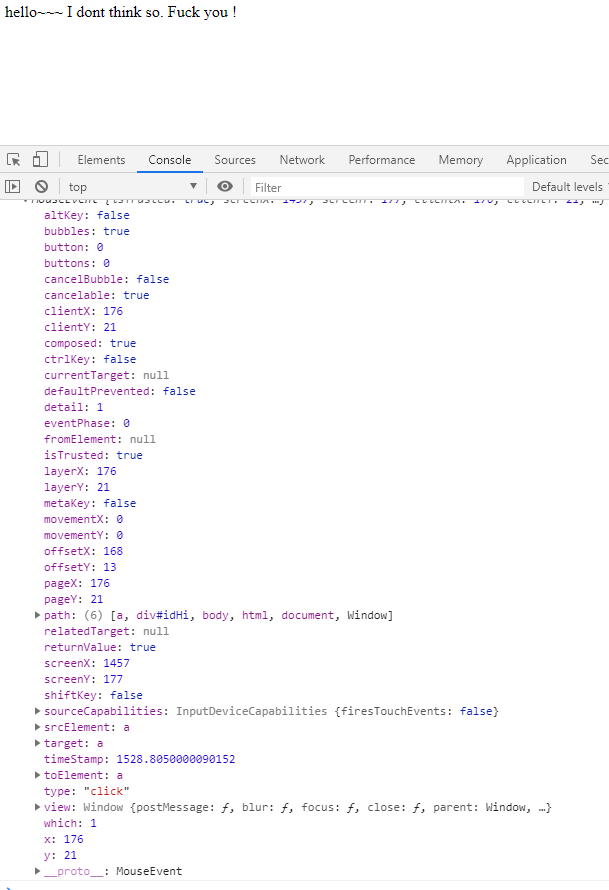 hello~~~ I dont think so. Fuck you !
Elements Console Sources Network Performance Memory Application Sec
top ▼ Filter Default levels
MouseEvent {isTrusted: true, screenX: 1457, screenY: 177, clientX: 176, clientY: 21, …}
altKey: false
bubbles: true
button: 0
buttons: 0
cancelBubble: false
cancelable: true
clientX: 176
clientY: 21
composed: true
ctrlKey: false
currentTarget: null
defaultPrevented: false
detail: 1
eventPhase: 0
fromElement: null
isTrusted: true
layerX: 176
layerY: 21
metaKey: false
movementX: 0
movementY: 0
offsetX: 168
offsetY: 13
pageX: 176
pageY: 21
path: (6) [a, div#idHi, body, html, document, Window]
relatedTarget: null
returnValue: true
screenX: 1457
screenY: 177
shiftKey: false
sourceCapabilities: InputDeviceCapabilities {firesTouchEvents: false}
srcElement: a
target: a
timeStamp: 1528.8050000090152
toElement: a
type: "click"
view: Window {postMessage: ƒ, blur: ƒ, focus: ƒ, close: ƒ, parent: Window, …}
which: 1
x: 176
y: 21
__proto__: MouseEvent